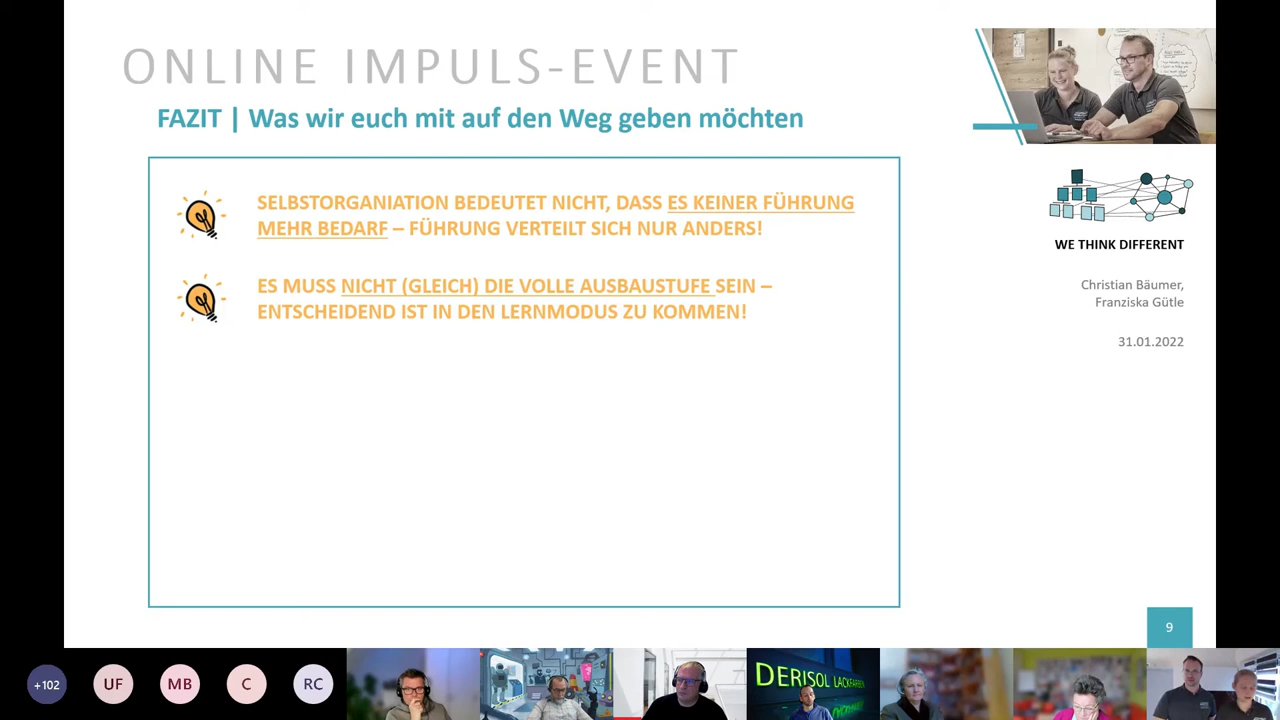 ONLINE IMPULS-EVENT
FAZIT | Was wir euch mit auf den Weg geben möchten
SELBSTORGANIATION BEDEUTET NICHT, DASS ES KEINER FÜHRUNG
MEHR BEDARF – FÜHRUNG VERTEILT SICH NUR ANDERS!
ES MUSS NICHT (GLEICH) DIE VOLLE AUSBAUSTUFE SEIN –
ENTSCHEIDEND IST IN DEN LERNMODUS ZU KOMMEN!
WE THINK DIFFERENT
Christian Bäumer,
Franziska Gütle
31.01.2022
9
+102
UF
MB
C
RC
DERISOL LACKFARBEN